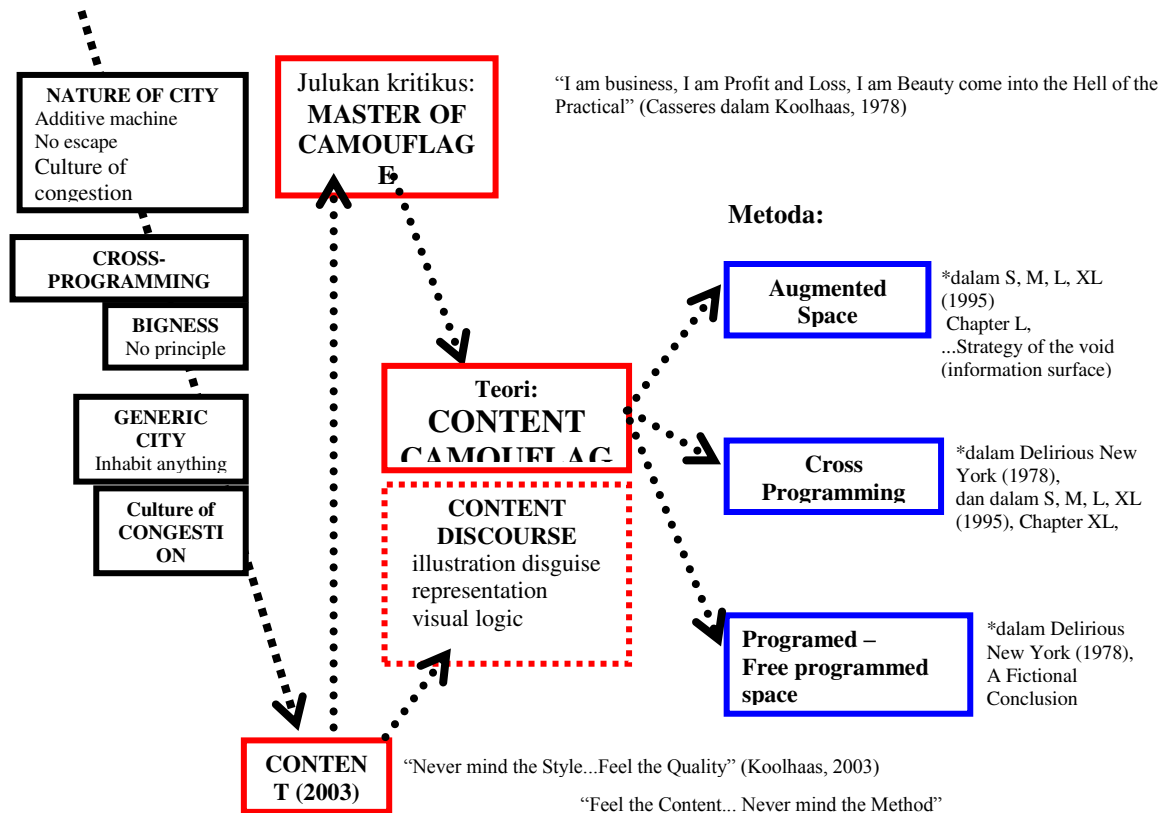 NATURE OF CITY
Additive machine
No escape
Culture of
congestion
CROSS-
PROGRAMMING
BIGNESS
No principle
GENERIC
CITY
Inhabit anything
Culture of
CONGESTI
ON
Julukan kritikus:
MASTER OF
CAMOUFLAG
E
“I am business, I am Profit and Loss, I am Beauty come into the Hell of the
Practical” (Casseres dalam Koolhaas, 1978)
Teori:
CONTENT
CAMOUFLAG
CONTENT
DISCOURSE
illustration disguise
representation
visual logic
CONTEN
T (2003)
“Never mind the Style...Feel the Quality” (Koolhaas, 2003)
“Feel the Content... Never mind the Method”
Metoda:
Augmented
Space
*dalam S, M, L, XL
(1995)
Chapter L,
...Strategy of the void
(information surface)
Cross
Programming
*dalam Delirious New
York (1978),
dan dalam S, M, L, XL
(1995), Chapter XL,
Programed –
Free programmed
space
*dalam Delirious
New York (1978),
A Fictional
Conclusion